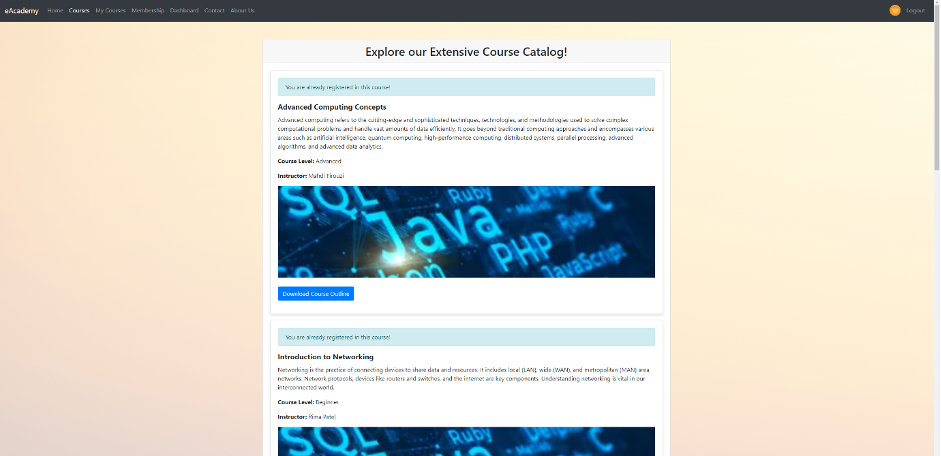 eAcademy Home Courses My Courses Membership Dashboard Contact About Us Logout
Explore our Extensive Course Catalog!
You are already registered in this course!
Advanced Computing Concepts
Advanced computing refers to the cutting-edge and sophisticated techniques, technologies, and methodologies used to solve complex
computational problems and handle vast amounts of data efficiently. It goes beyond traditional computing approaches and encompasses various
areas such as artificial intelligence, quantum computing, high-performance computing, distributed systems, parallel processing, advanced
algorithms, and advanced data analytics.
Course Level: Advanced
Instructor: Mahdi Firouzi
SQL Ruby C
Java Ruby
PHP
JavaScript
Download Course Outline
You are already registered in this course!
Introduction to Networking
Networking is the practice of connecting devices to share data and resources. It includes local (LAN), wide (WAN), and metropolitan (MAN) area
networks. Network protocols, devices like routers and switches, and the internet are key components. Understanding networking is vital in our
interconnected world.
Course Level: Beginner
Instructor: Rima Patel
SQL Ruby C